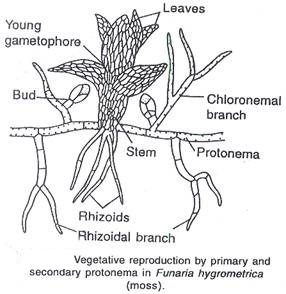 Leaves
Young
gametophore
Bud
Chloronemal
branch
Stem
Protonema
Rhizoids
Rhizoidal branch
Vegetative reproduction by primary and
secondary protonema in Funaria hygrometrica
(moss).